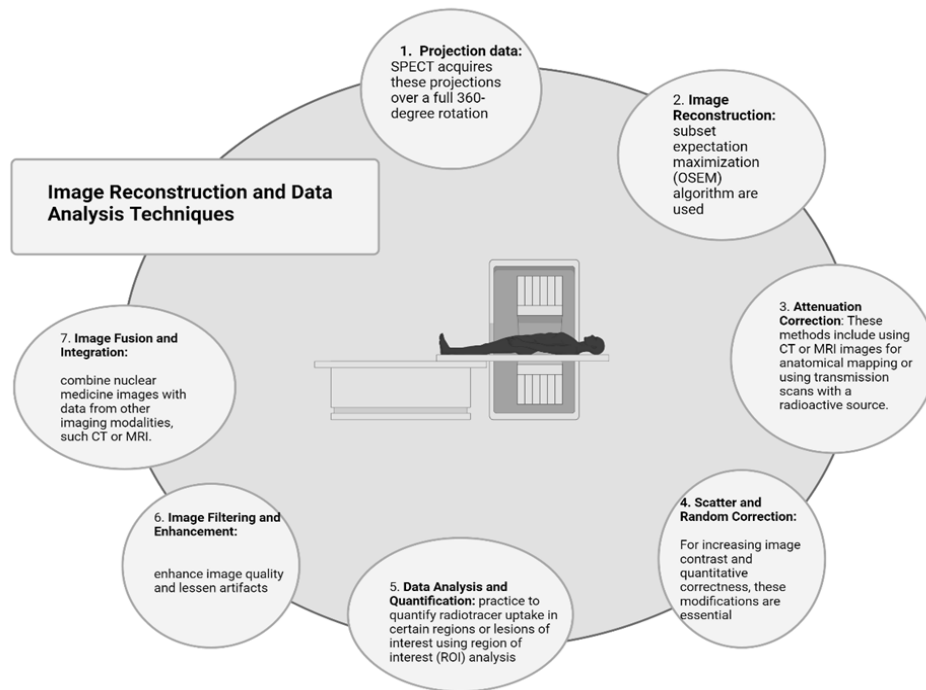 Image Reconstruction and Data
Analysis Techniques
1. Projection data:
SPECT acquires
these projections
over a full 360-
degree rotation
2. Image
Reconstruction:
subset
expectation
maximization
(OSEM)
algorithm are
used
3. Attenuation
Correction: These
methods include using
CT or MRI images for
anatomical mapping or
using transmission
scans with a
radioactive source.
4. Scatter and
Random Correction:
For increasing image
contrast and
quantitative
correctness, these
modifications are
essential
5. Data Analysis and
Quantification: practice to
quantify radiotracer uptake in
certain regions or lesions of
interest using region of
interest (ROI) analysis
6. Image Filtering and
Enhancement:
enhance image quality
and lessen artifacts
7. Image Fusion and
Integration:
combine nuclear
medicine images with
data from other
imaging modalities,
such CT or MRI.